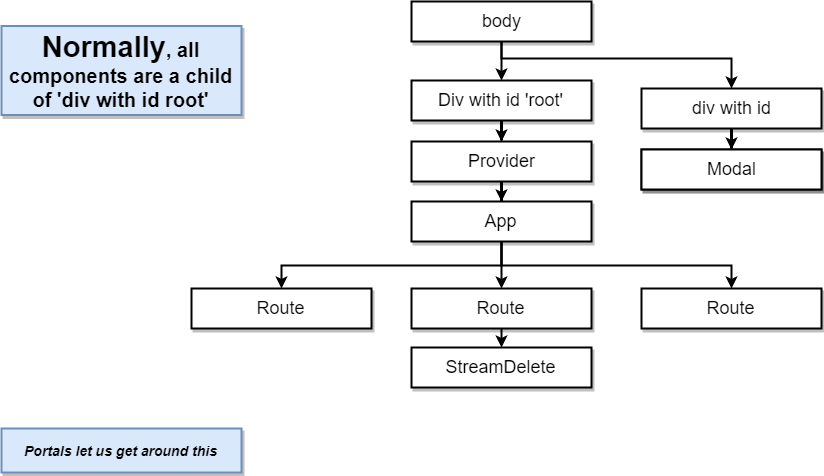 body
Normally, all
components are a child
of 'div with id root'
Div with id 'root'
div with id
Provider
Modal
App
Route
Route
Route
StreamDelete
Portals let us get around this